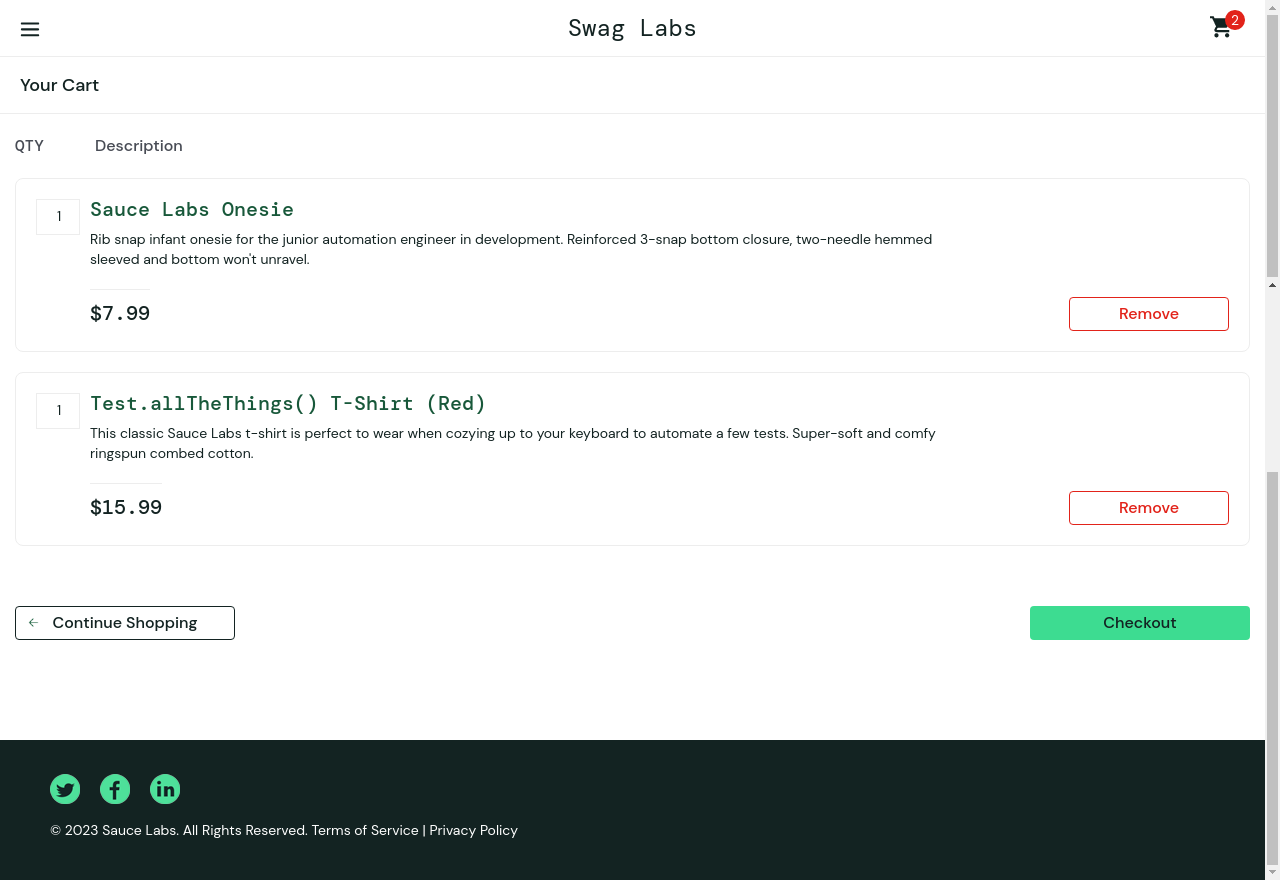 Swag Labs
2
Your Cart
QTY Description
1
Sauce Labs Onesie
Rib snap infant onesie for the junior automation engineer in development. Reinforced 3-snap bottom closure, two-needle hemmed
sleeved and bottom won't unravel.
$7.99
Remove
1
Test.allTheThings() T-Shirt (Red)
This classic Sauce Labs t-shirt is perfect to wear when cozying up to your keyboard to automate a few tests. Super-soft and comfy
ringspun combed cotton.
$15.99
Remove
Continue Shopping
Checkout
© 2023 Sauce Labs. All Rights Reserved. Terms of Service | Privacy Policy